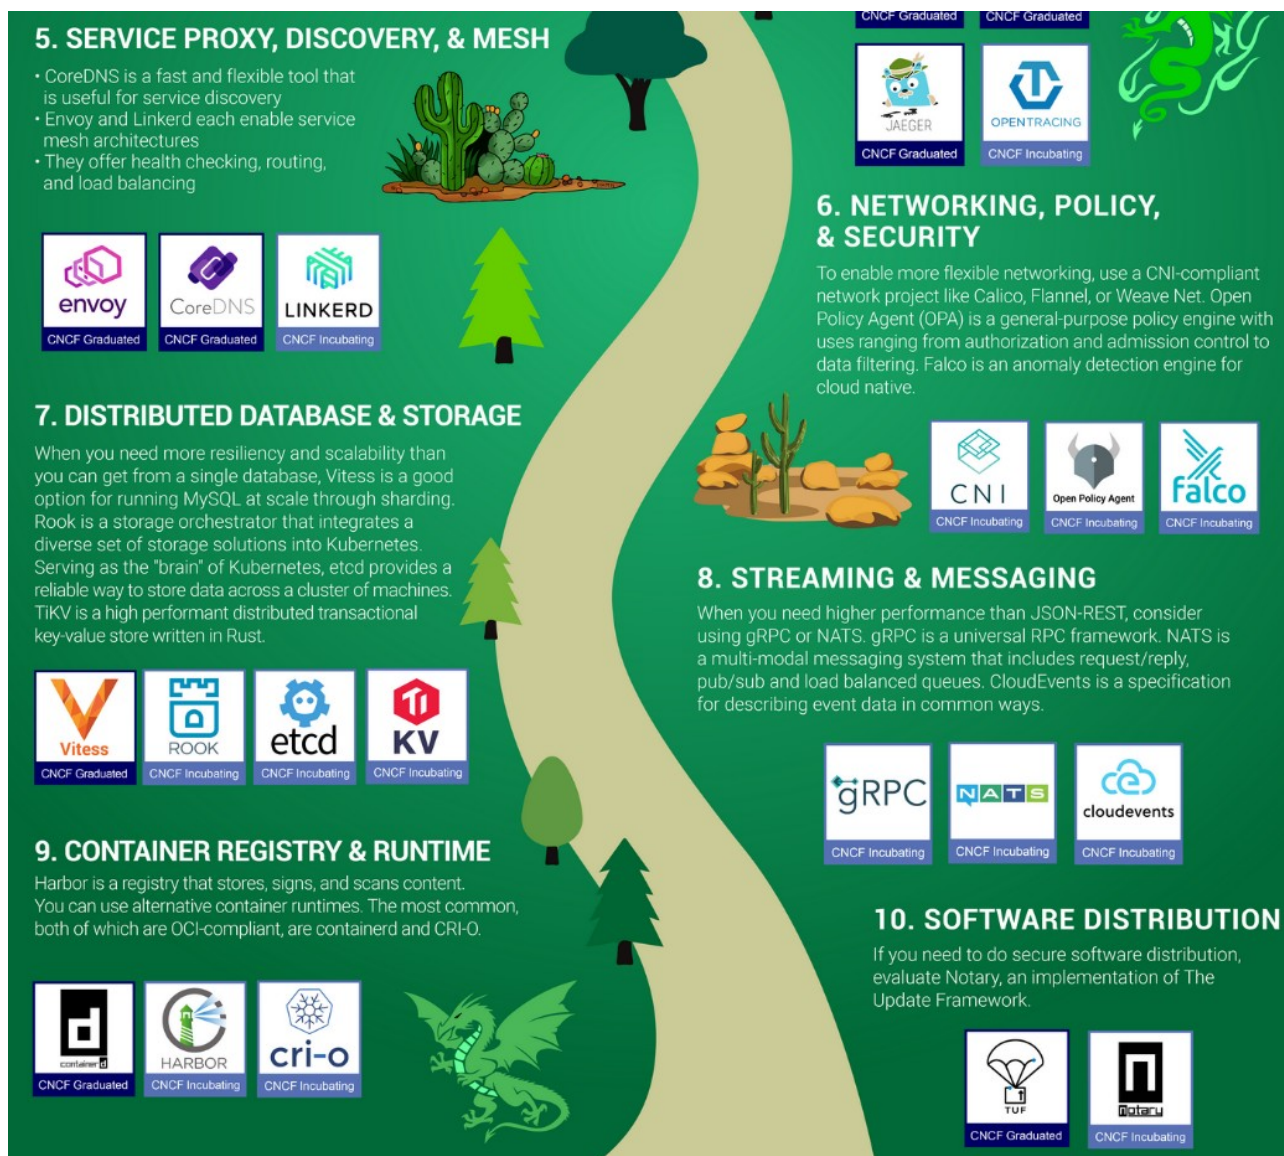 5. SERVICE PROXY, DISCOVERY, & MESH
• CoreDNS is a fast and flexible tool that
is useful for service discovery
• Envoy and Linkerd each enable service
mesh architectures
• They offer health checking, routing,
and load balancing
envoy
CNCF Graduated
CoreDNS
CNCF Graduated
LINKERD
CNCF Incubating
CNCF Graduated
CNCF Graduated
JAEGER
CNCF Graduated
OPENTRACING
CNCF Incubating
6. NETWORKING, POLICY,
& SECURITY
To enable more flexible networking, use a CNI-compliant
network project like Calico, Flannel, or Weave Net. Open
Policy Agent (OPA) is a general-purpose policy engine with
uses ranging from authorization and admission control to
data filtering. Falco is an anomaly detection engine for
cloud native.
CNI
CNCF Incubating
Open Policy Agent
CNCF Incubating
falco
CNCF Incubating
7. DISTRIBUTED DATABASE & STORAGE
When you need more resiliency and scalability than
you can get from a single database, Vitess is a good
option for running MySQL at scale through sharding.
Rook is a storage orchestrator that integrates a
diverse set of storage solutions into Kubernetes.
Serving as the "brain" of Kubernetes, etcd provides a
reliable way to store data across a cluster of machines.
TiKV is a high performant distributed transactional
key-value store written in Rust.
Vitess
CNCF Graduated
ROOK
CNCF Incubating
etcd
CNCF Incubating
TI
KV
CNCF Incubating
8. STREAMING & MESSAGING
When you need higher performance than JSON-REST, consider
using gRPC or NATS. gRPC is a universal RPC framework. NATS is
a multi-modal messaging system that includes request/reply,
pub/sub and load balanced queues. CloudEvents is a specification
for describing event data in common ways.
gRPC
CNCF Incubating
NATS
CNCF Incubating
cloudevents
CNCF Incubating
9. CONTAINER REGISTRY & RUNTIME
Harbor is a registry that stores, signs, and scans content.
You can use alternative container runtimes. The most common,
both of which are OCI-compliant, are containerd and CRI-O.
d
containerd
CNCF Graduated
HARBOR
CNCF Incubating
cri-o
CNCF Incubating
10. SOFTWARE DISTRIBUTION
If you need to do secure software distribution,
evaluate Notary, an implementation of The
Update Framework.
TUF
CNCF Graduated
n
notary
CNCF Incubating